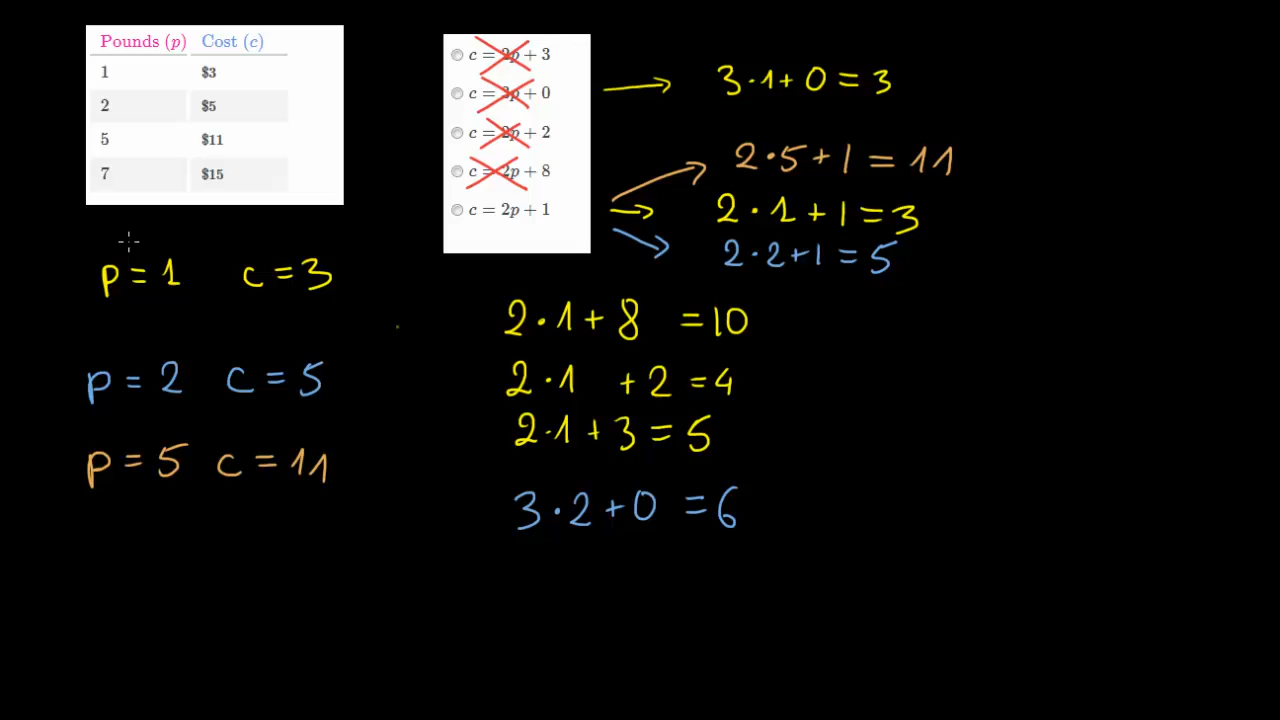 Pounds (p) Cost (c)
1 $3
2 $5
5 $11
7 $15
c = 2p + 3
c = 3p + 0
c = 2p + 2
c = 2p + 8
c = 2p + 1
3·1+0=3
2·5+1=11
2·1+1=3
2·2+1=5
p=1 c=3
p=2 c=5
p=5 c=11
2·1+8=10
2·1+2=4
2·1+3=5
3·2+0=6